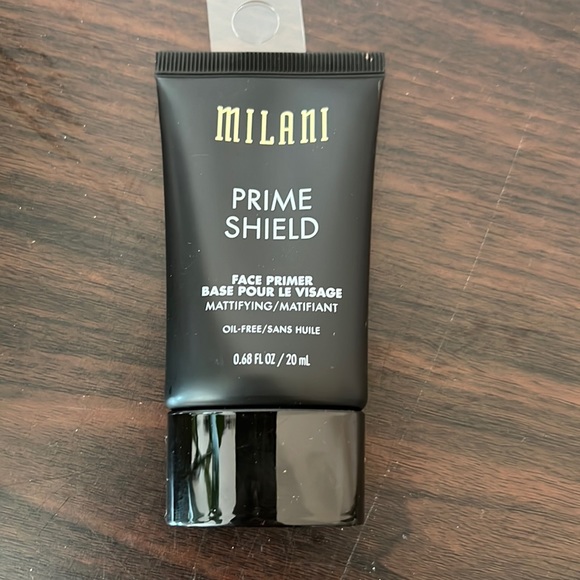 MILANI
PRIME
SHIELD
FACE PRIMER
BASE POUR LE VISAGE
MATTIFYING/MATIFIANT
OIL-FREE/SANS HUILE
0.68 FL OZ / 20 mL